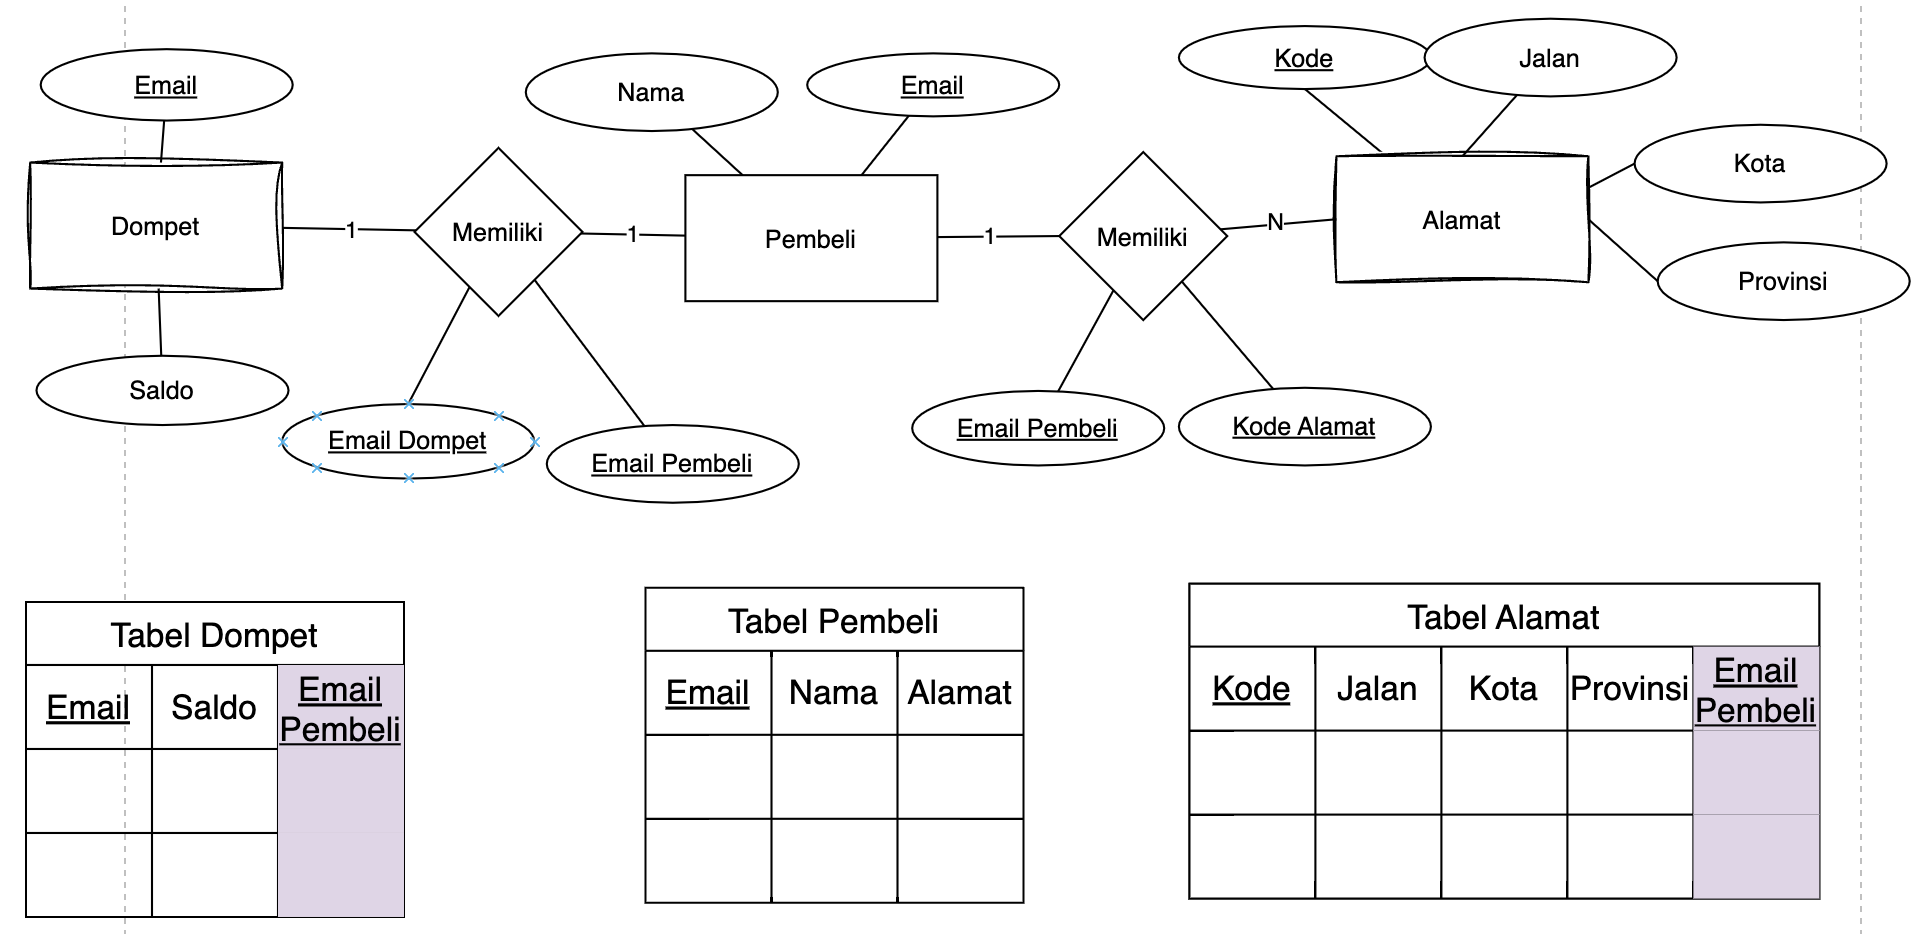 Email
Nama
Email
Kode
Jalan
Kota
Dompet
1
Memiliki
1
Pembeli
1
Memiliki
N
Alamat
Provinsi
Saldo
Email Dompet
Email Pembeli
Email Pembeli
Kode Alamat
Tabel Dompet
Email
Saldo
Email
Pembeli
Tabel Pembeli
Email
Nama
Alamat
Tabel Alamat
Kode
Jalan
Kota
Provinsi
Email
Pembeli